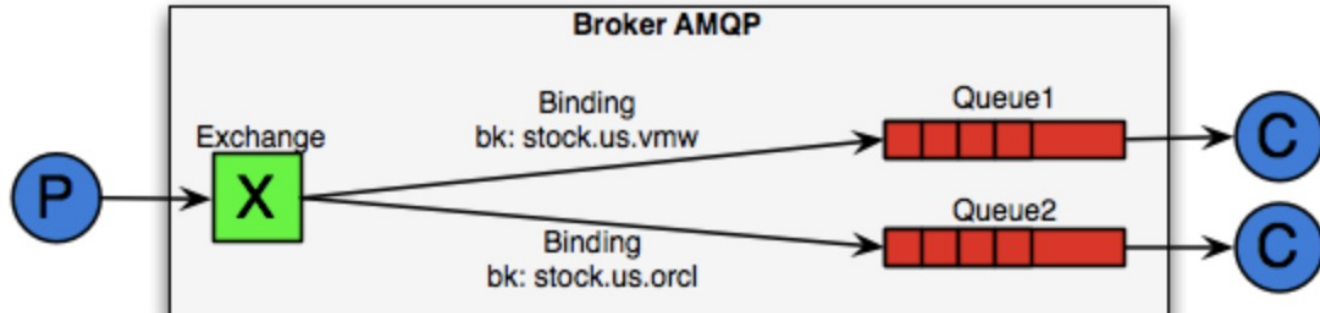 Broker AMQP
Binding
bk: stock.us.vmw
Queue1
Exchange
P
X
C
Queue2
Binding
bk: stock.us.orcl
C